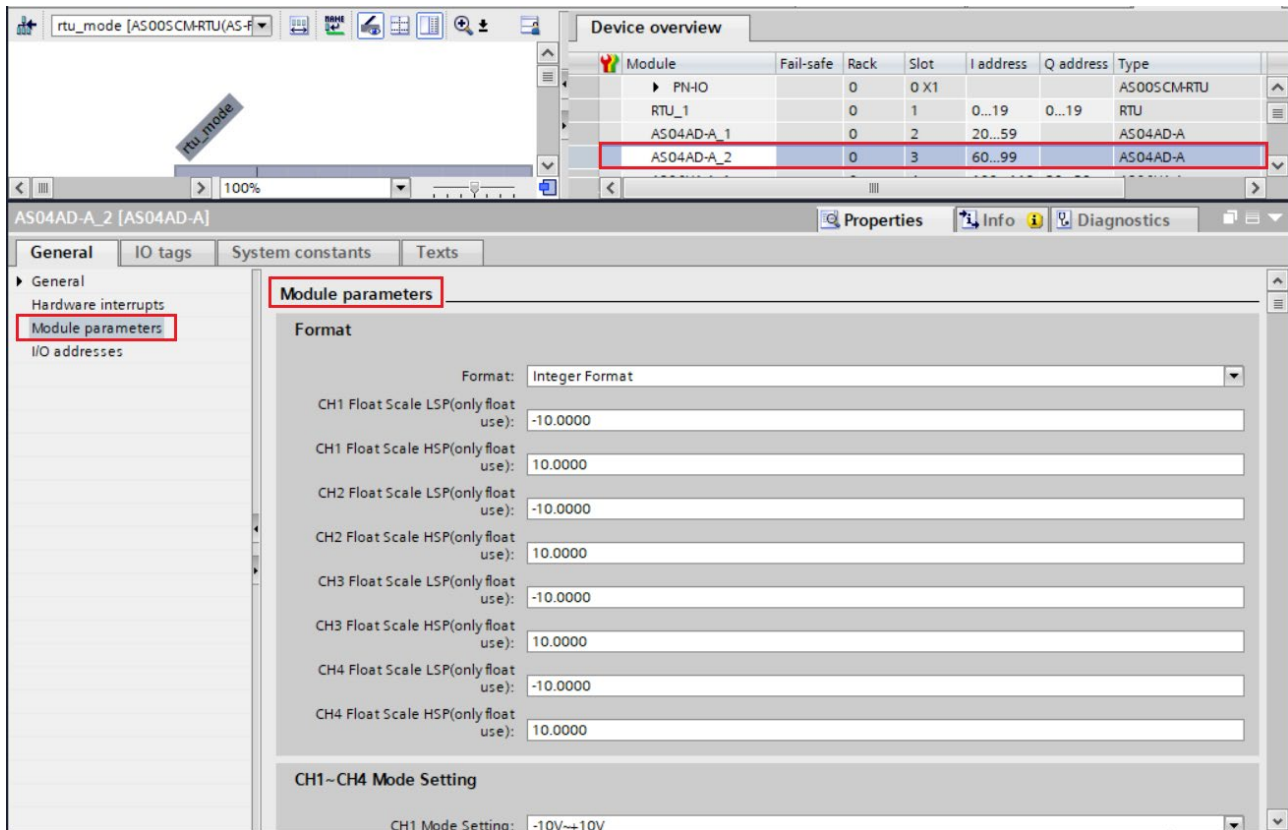 rtu_mode [AS00SCM-RTU(AS-F
Device overview
Module Fail-safe Rack Slot I address Q address Type
PN-IO 0 0 X1 AS00SCM-RTU
RTU_1 0 1 0...19 0...19 RTU
AS04AD-A_1 0 2 20...59 AS04AD-A
AS04AD-A_2 0 3 60...99 AS04AD-A
rtu_mode
100%
AS04AD-A_2 [AS04AD-A]
Properties Info Diagnostics
General IO tags System constants Texts
General
Hardware interrupts
Module parameters
I/O addresses
Module parameters
Format
Format: Integer Format
CH1 Float Scale LSP(only float
use): -10.0000
CH1 Float Scale HSP(only float
use): 10.0000
CH2 Float Scale LSP(only float
use): -10.0000
CH2 Float Scale HSP(only float
use): 10.0000
CH3 Float Scale LSP(only float
use): -10.0000
CH3 Float Scale HSP(only float
use): 10.0000
CH4 Float Scale LSP(only float
use): -10.0000
CH4 Float Scale HSP(only float
use): 10.0000
CH1~CH4 Mode Setting
CH1 Mode Setting: -10V~+10V